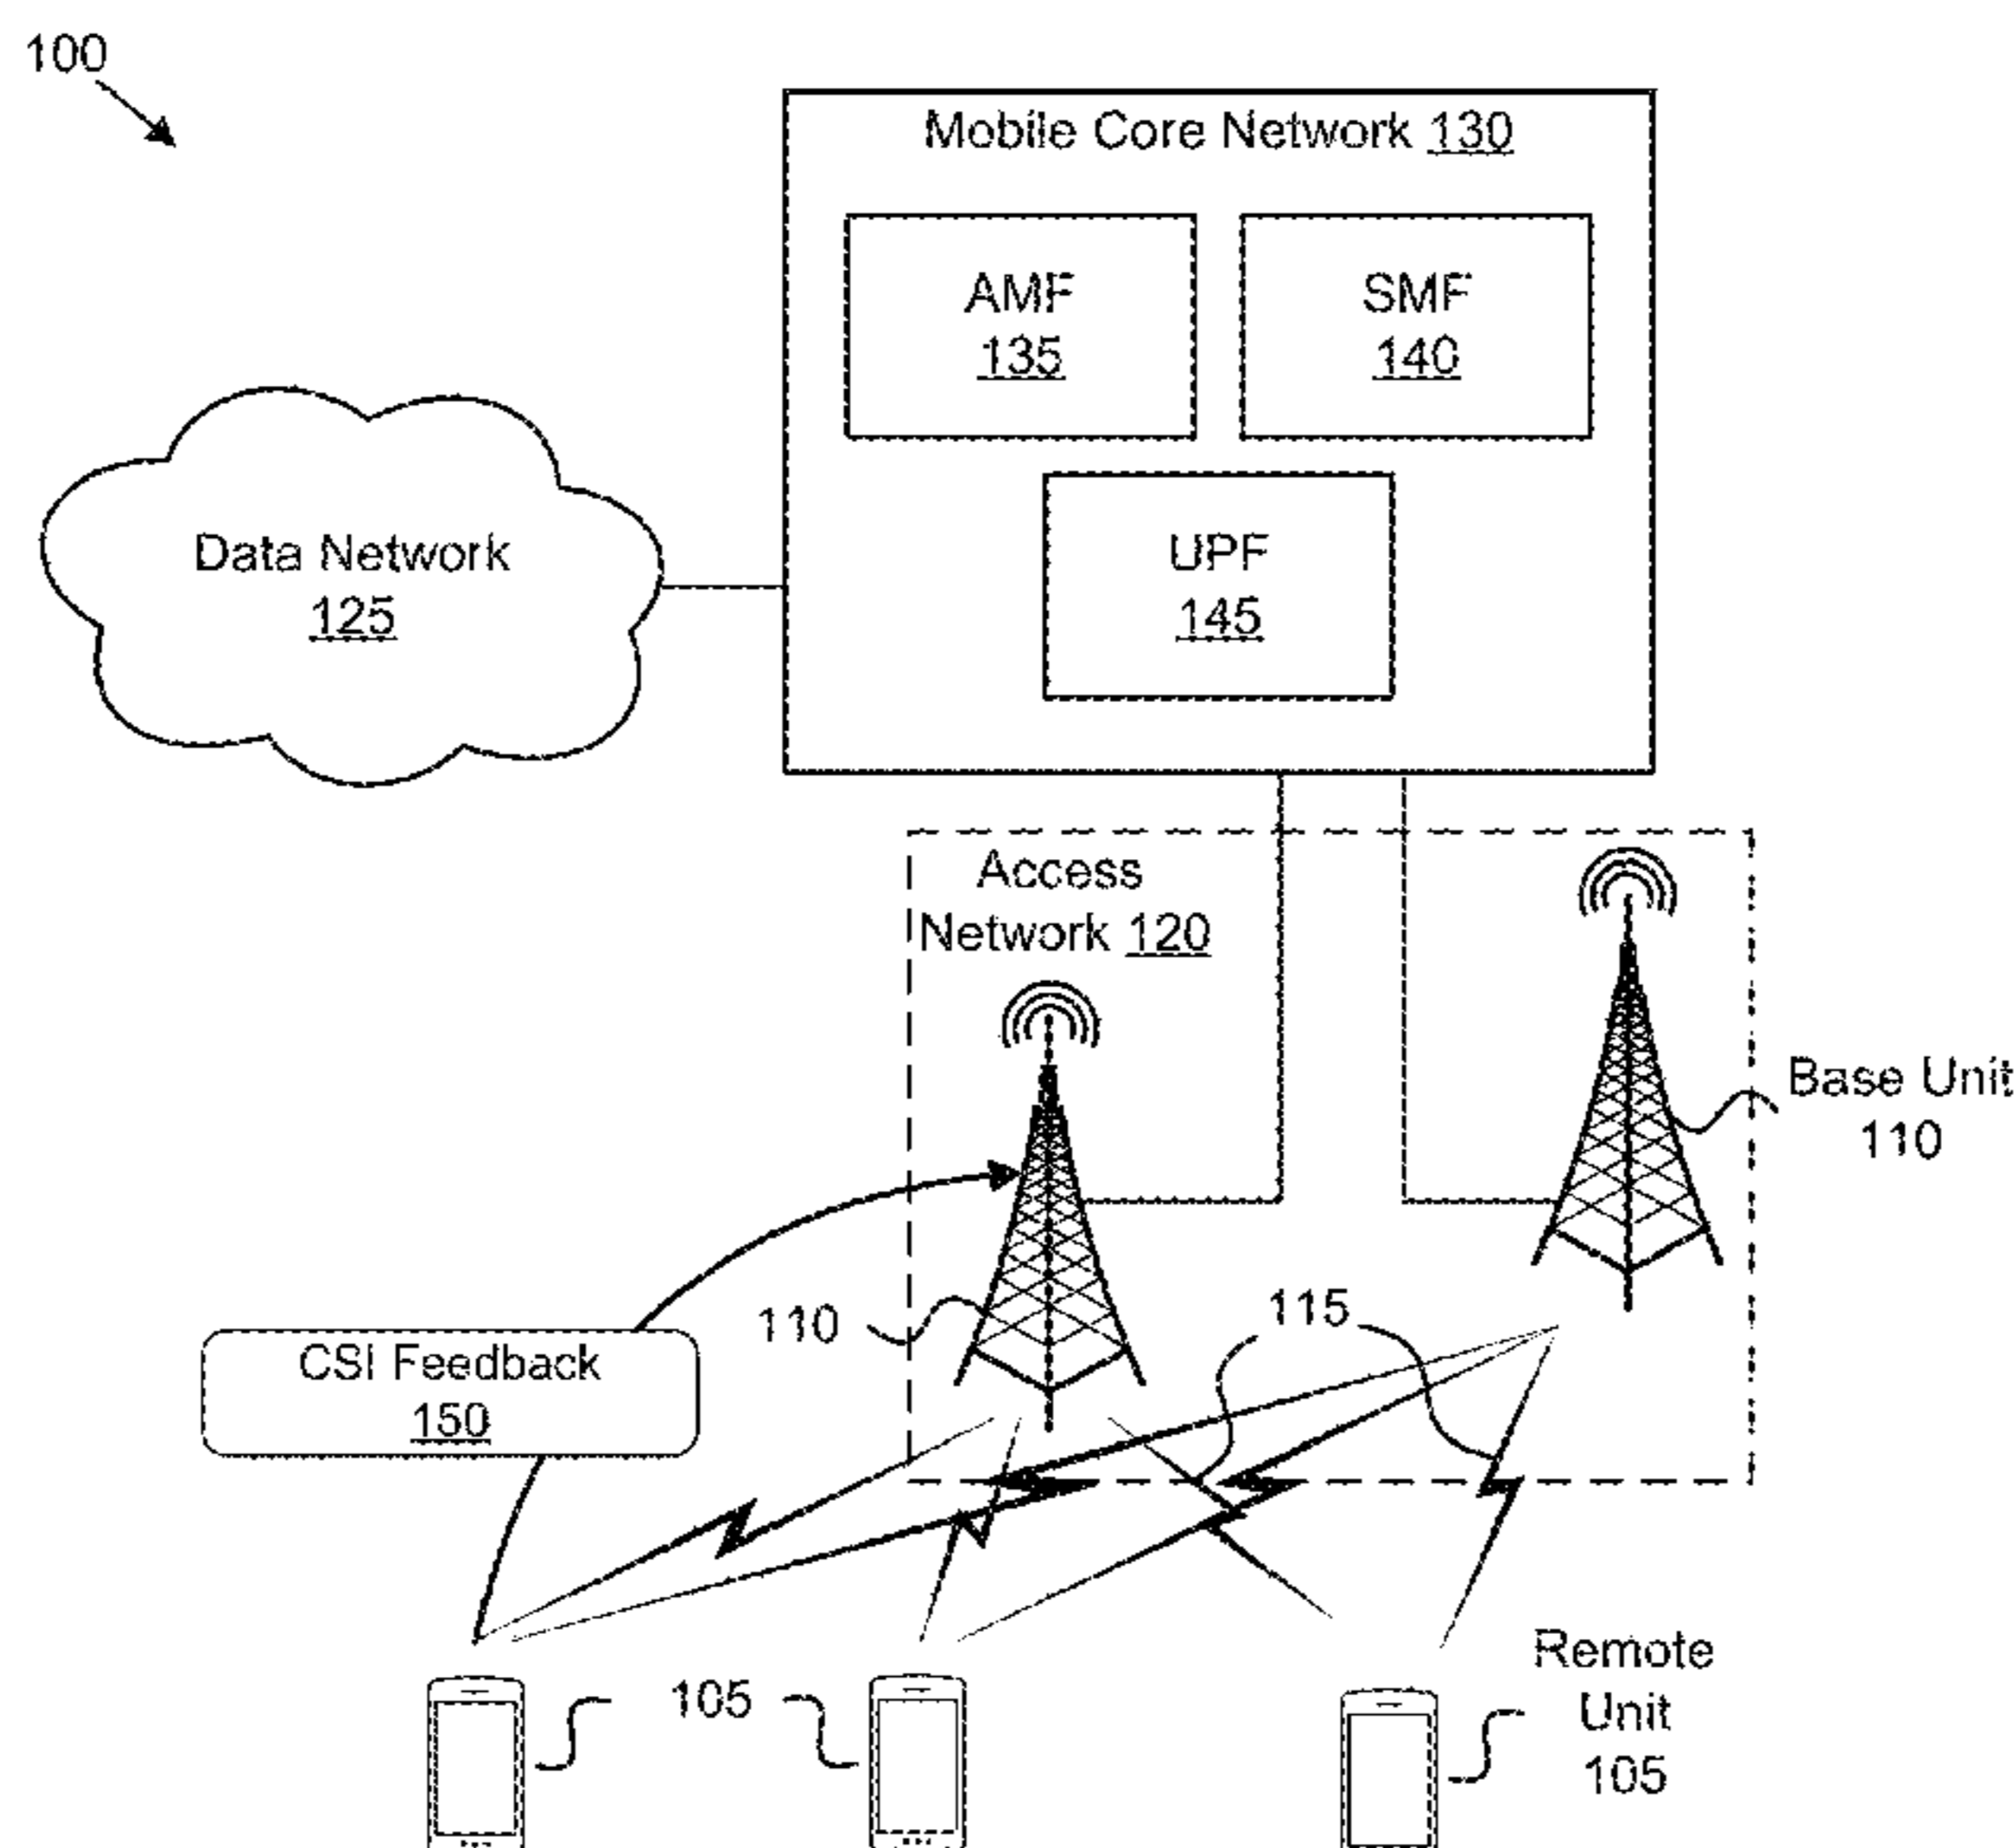 100
Mobile Core Network 130
AMF
135
SMF
140
UPF
145
Data Network
125
Access
Network 120
Base Unit
110
110
115
CSI Feedback
150
105
Remote
Unit
105